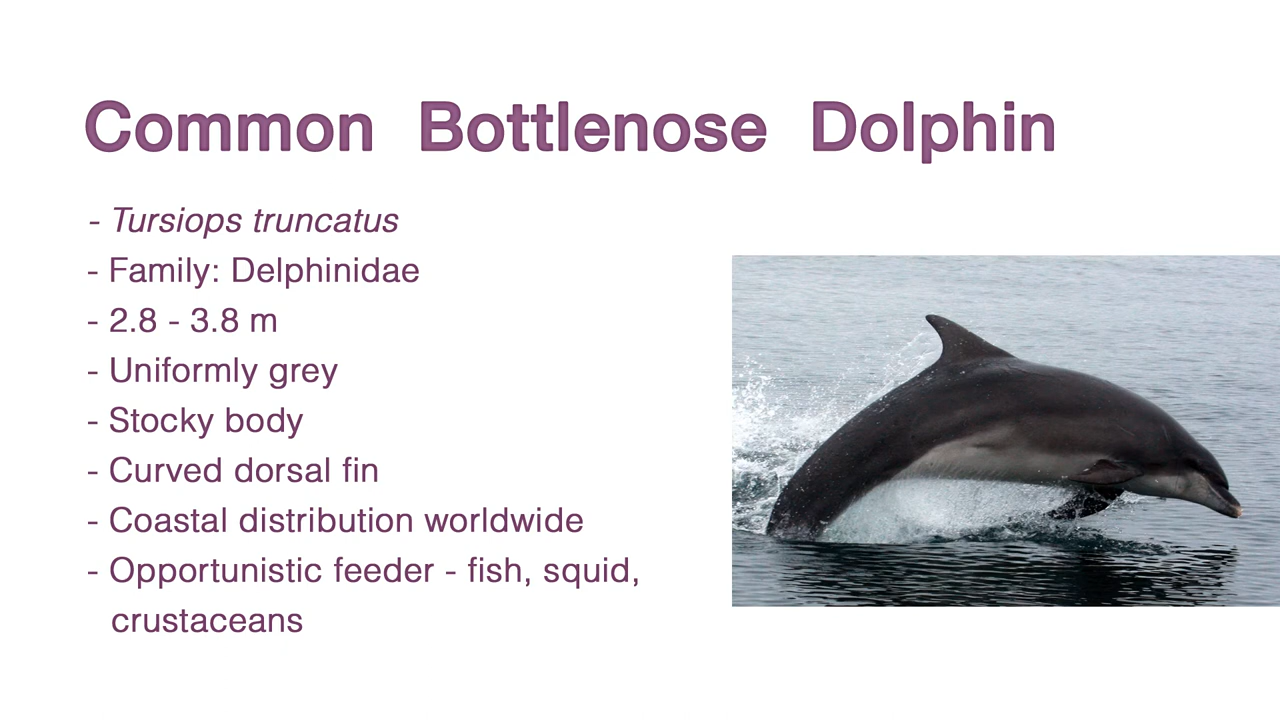 Common Bottlenose Dolphin
- Tursiops truncatus
- Family: Delphinidae
- 2.8 - 3.8 m
- Uniformly grey
- Stocky body
- Curved dorsal fin
- Coastal distribution worldwide
- Opportunistic feeder - fish, squid,
crustaceans